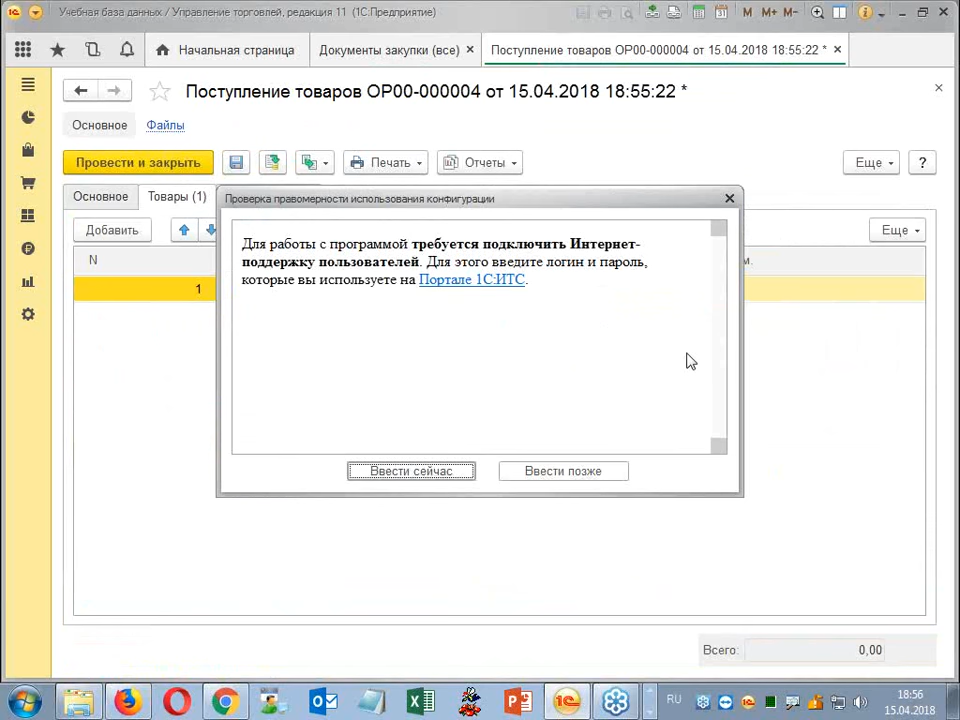 Учебная база данных / Управление торговлей, редакция 11 (1С:Предприятие)
M M+ M-
Начальная страница
Документы закупки (все) ×
Поступление товаров ОР00-000004 от 15.04.2018 18:55:22 * ×
Поступление товаров ОР00-000004 от 15.04.2018 18:55:22 *
Основное Файлы
Провести и закрыть Печать Отчеты Еще ?
Основное Товары (1)
Проверка правомерности использования конфигурации
Добавить Еще
N
1
Для работы с программой требуется подключить Интернет-
поддержку пользователей. Для этого введите логин и пароль,
которые вы используете на Портале 1С:ИТС.
Ввести сейчас Ввести позже
Всего: 0,00
RU
18:56
15.04.2018